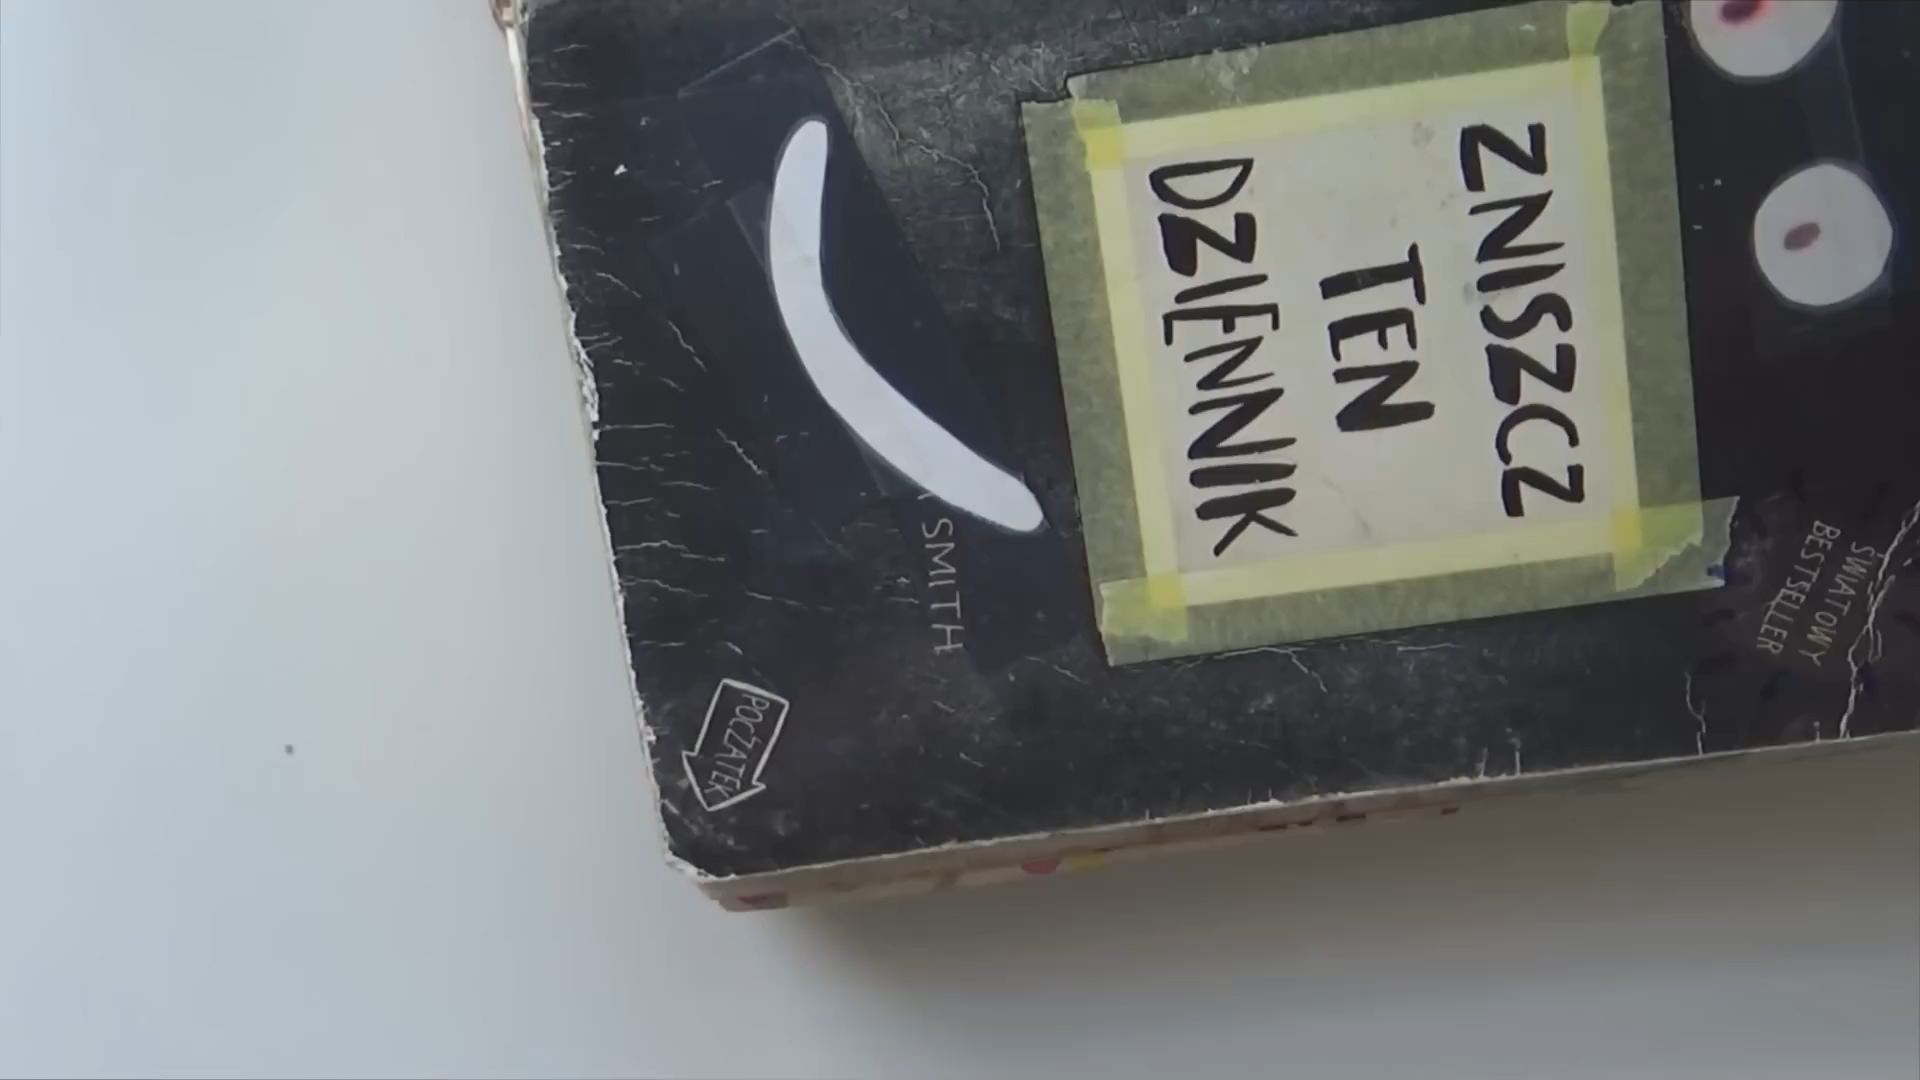 ŚWIATOWY
BESTSELLER
ZNISZCZ
TEN
DZIENNIK
SMITH
POCZĄTEK